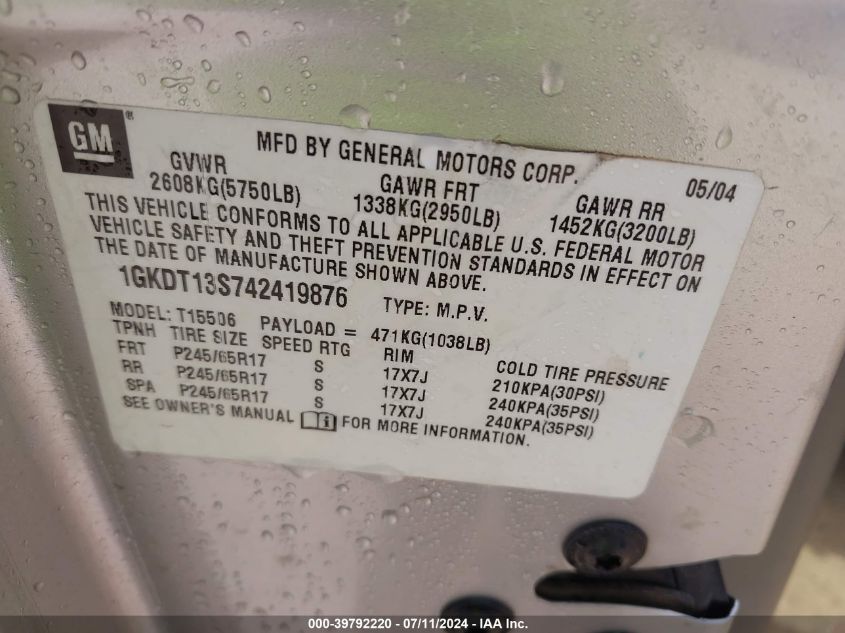 GM ®
MFD BY GENERAL MOTORS CORP. 05/04
GVWR GAWR FRT GAWR RR
2608KG(5750LB) 1338KG(2950LB) 1452KG(3200LB)
THIS VEHICLE CONFORMS TO ALL APPLICABLE U.S. FEDERAL MOTOR
VEHICLE SAFETY AND THEFT PREVENTION STANDARDS IN EFFECT ON
THE DATE OF MANUFACTURE SHOWN ABOVE.
1GKDT13S742419876 TYPE: M.P.V.
MODEL: T15506 PAYLOAD = 471KG(1038LB)
TPNH TIRE SIZE SPEED RTG RIM COLD TIRE PRESSURE
FRT P245/65R17 S 17X7J 210KPA(30PSI)
RR P245/65R17 S 17X7J 240KPA(35PSI)
SPA P245/65R17 S 17X7J 240KPA(35PSI)
SEE OWNER'S MANUAL i FOR MORE INFORMATION.
000-39792220 - 07/11/2024 - IAA Inc.